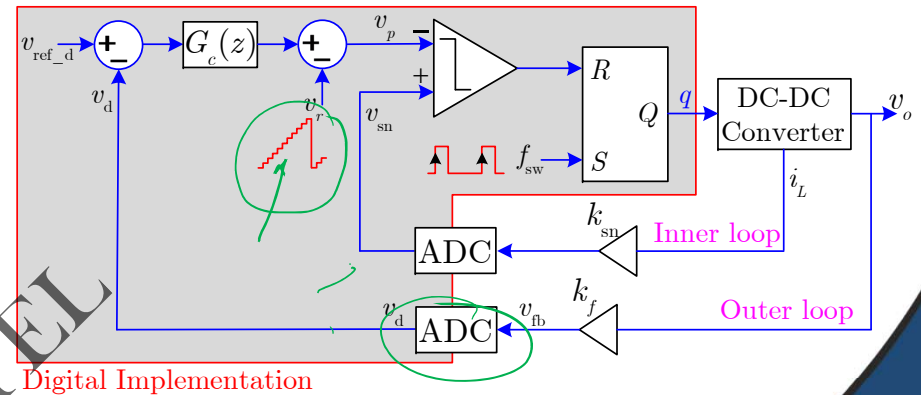 v_ref_d
+
−
G_c(z)
+
−
v_p
−
+
R
Q
S
q
DC-DC
Converter
v_o
v_d
v_r
v_sn
f_sw
i_L
k_sn
Inner loop
ADC
k_f
Outer loop
v_d
ADC
v_fb
TEL
Digital Implementation